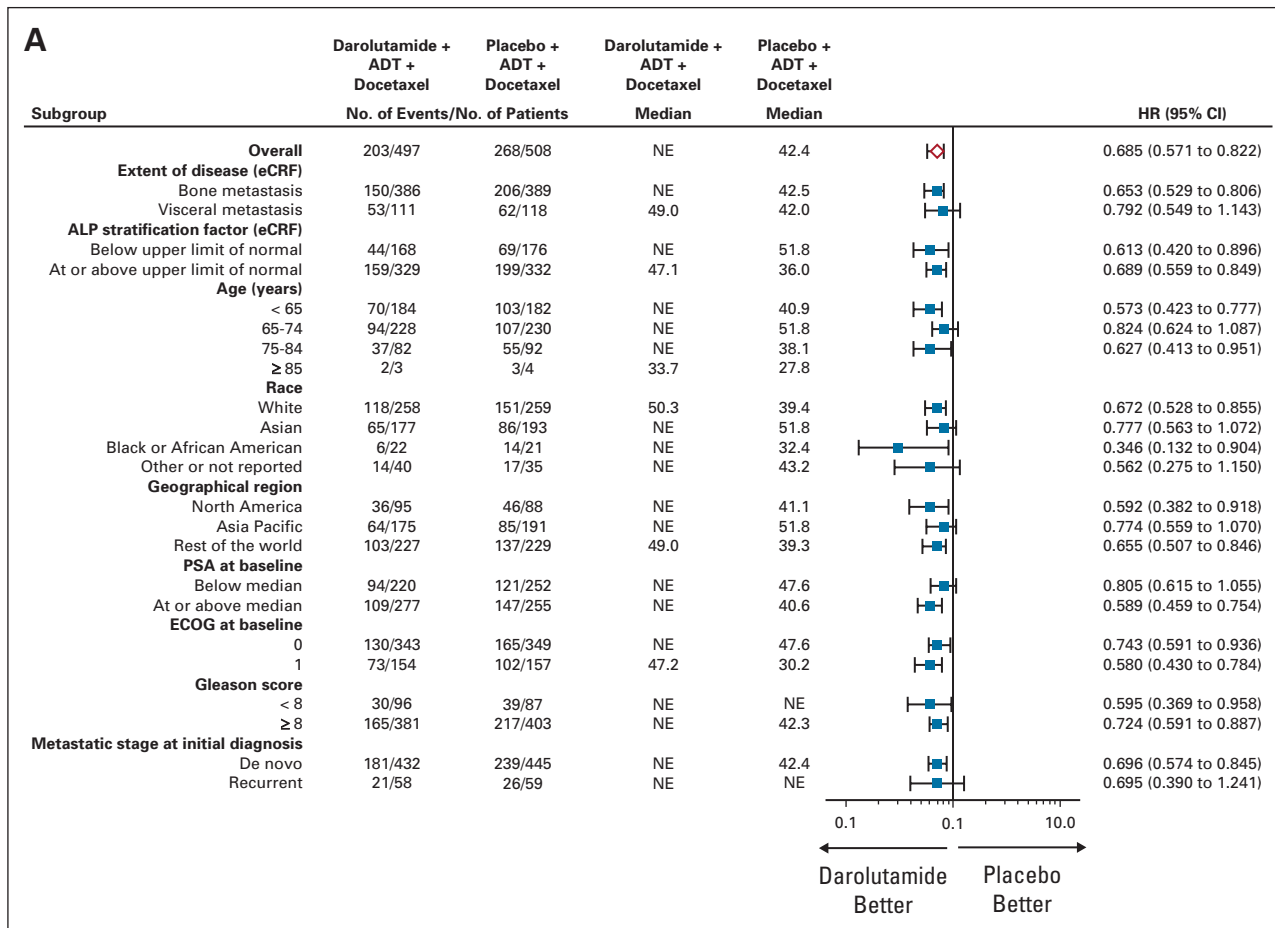 A
Darolutamide + ADT + Docetaxel Placebo + ADT + Docetaxel Darolutamide + ADT + Docetaxel Placebo + ADT + Docetaxel
Subgroup No. of Events/No. of Patients Median Median HR (95% CI)
Overall 203/497 268/508 NE 42.4 0.685 (0.571 to 0.822)
Extent of disease (eCRF)
Bone metastasis 150/386 206/389 NE 42.5 0.653 (0.529 to 0.806)
Visceral metastasis 53/111 62/118 49.0 42.0 0.792 (0.549 to 1.143)
ALP stratification factor (eCRF)
Below upper limit of normal 44/168 69/176 NE 51.8 0.613 (0.420 to 0.896)
At or above upper limit of normal 159/329 199/332 47.1 36.0 0.689 (0.559 to 0.849)
Age (years)
< 65 70/184 103/182 NE 40.9 0.573 (0.423 to 0.777)
65-74 94/228 107/230 NE 51.8 0.824 (0.624 to 1.087)
75-84 37/82 55/92 NE 38.1 0.627 (0.413 to 0.951)
≥ 85 2/3 3/4 33.7 27.8
Race
White 118/258 151/259 50.3 39.4 0.672 (0.528 to 0.855)
Asian 65/177 86/193 NE 51.8 0.777 (0.563 to 1.072)
Black or African American 6/22 14/21 NE 32.4 0.346 (0.132 to 0.904)
Other or not reported 14/40 17/35 NE 43.2 0.562 (0.275 to 1.150)
Geographical region
North America 36/95 46/88 NE 41.1 0.592 (0.382 to 0.918)
Asia Pacific 64/175 85/191 NE 51.8 0.774 (0.559 to 1.070)
Rest of the world 103/227 137/229 49.0 39.3 0.655 (0.507 to 0.846)
PSA at baseline
Below median 94/220 121/252 NE 47.6 0.805 (0.615 to 1.055)
At or above median 109/277 147/255 NE 40.6 0.589 (0.459 to 0.754)
ECOG at baseline
0 130/343 165/349 NE 47.6 0.743 (0.591 to 0.936)
1 73/154 102/157 47.2 30.2 0.580 (0.430 to 0.784)
Gleason score
< 8 30/96 39/87 NE NE 0.595 (0.369 to 0.958)
≥ 8 165/381 217/403 NE 42.3 0.724 (0.591 to 0.887)
Metastatic stage at initial diagnosis
De novo 181/432 239/445 NE 42.4 0.696 (0.574 to 0.845)
Recurrent 21/58 26/59 NE NE 0.695 (0.390 to 1.241)
0.1 0.1 10.0
Darolutamide Better Placebo Better